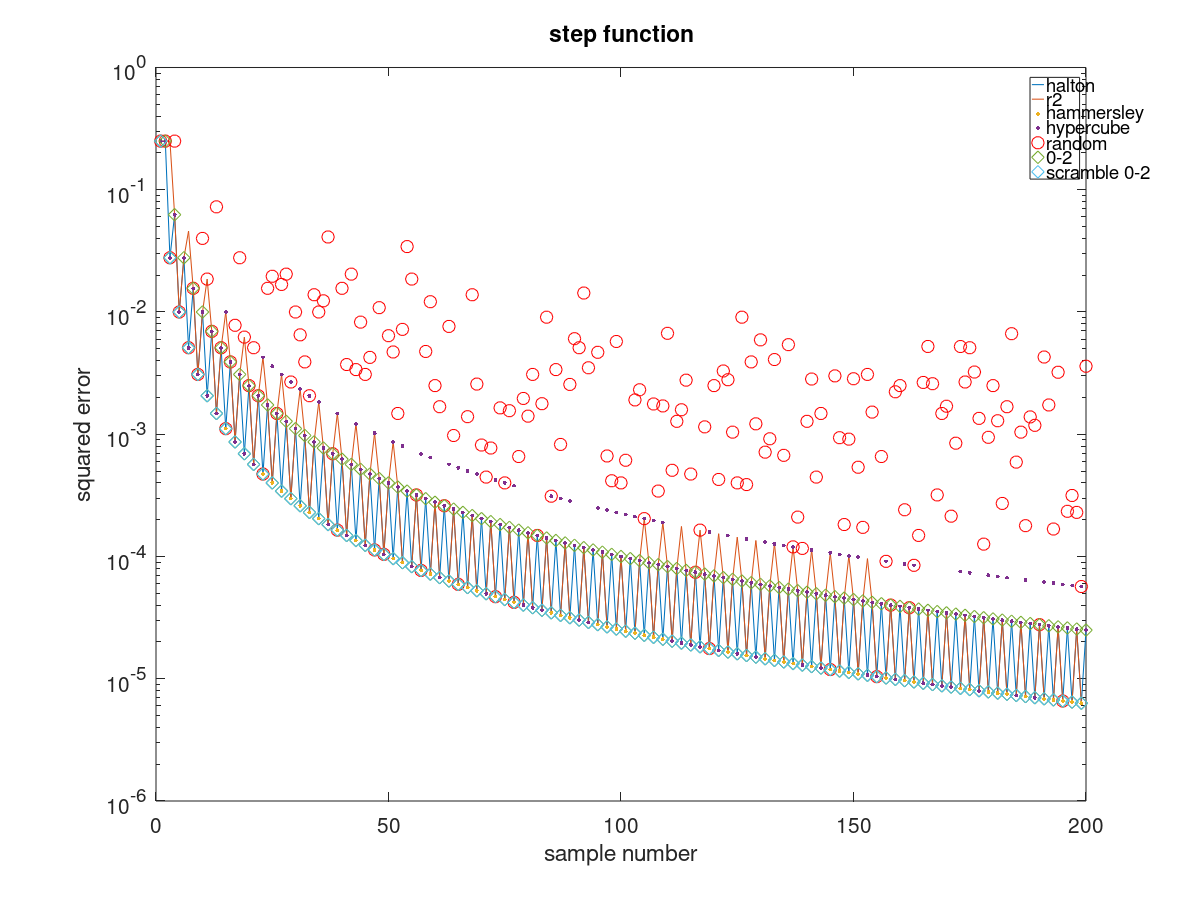 step function
10^0
10^-1
10^-2
10^-3
10^-4
10^-5
10^-6
squared error
0
50
100
150
200
sample number
halton
r2
hammersley
hypercube
random
0-2
scramble 0-2